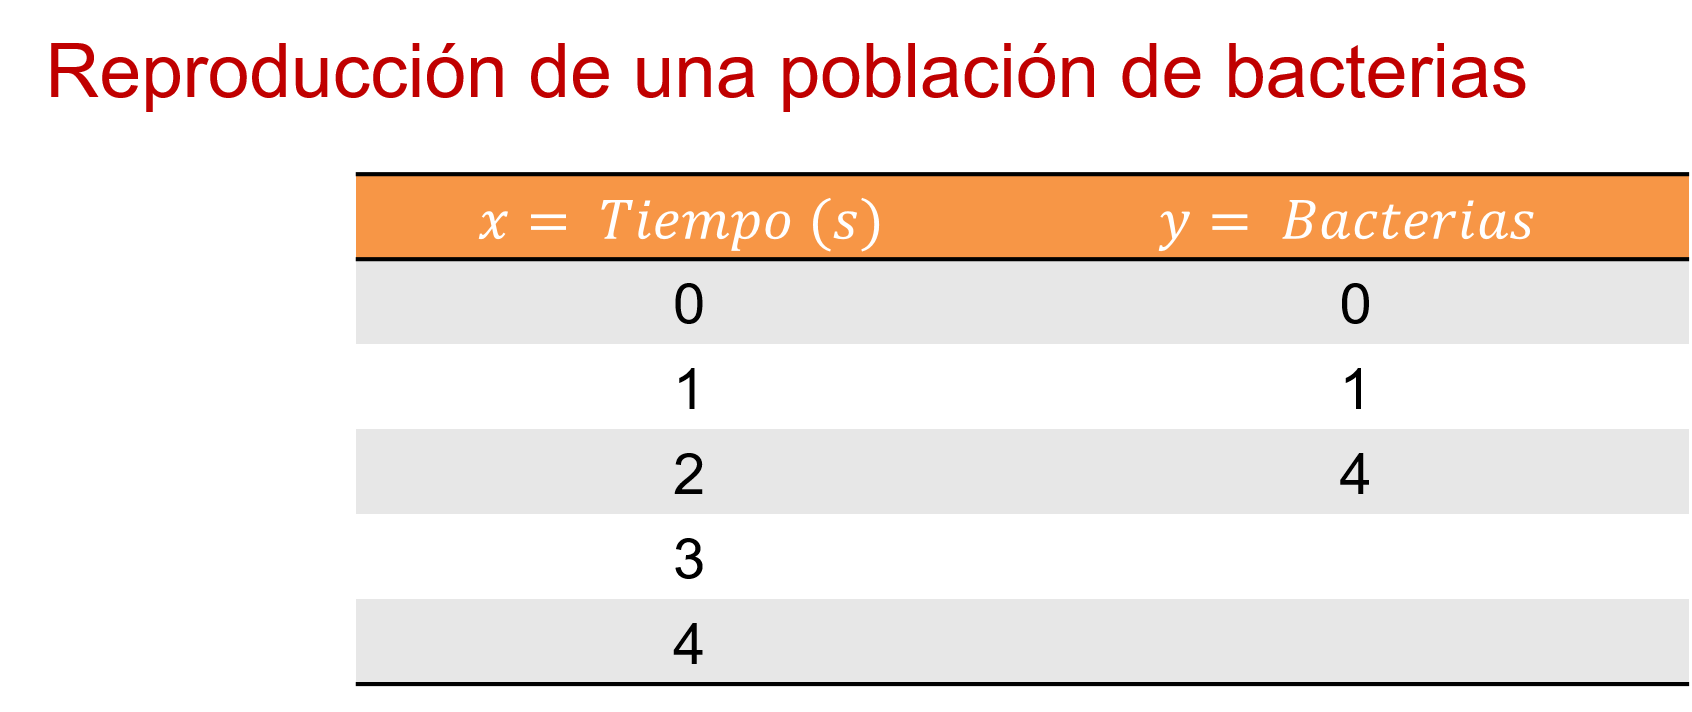 Reproducción de una población de bacterias
x = Tiempo (s) y = Bacterias
0 0
1 1
2 4
3
4